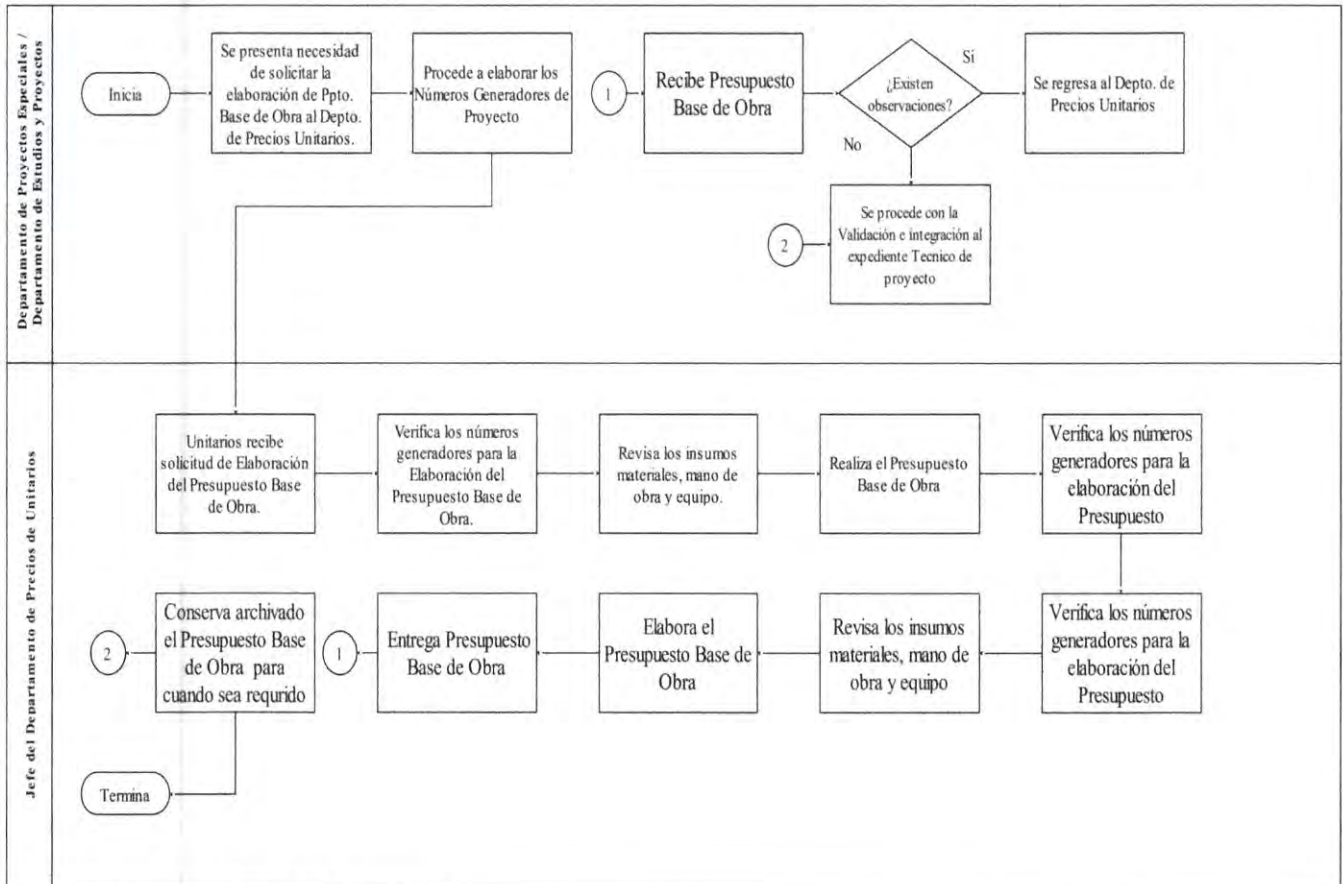 Departamento de Proyectos Especiales /
Departamento de Estudios y Proyectos
Inicia
Se presenta necesidad
de solicitar la
elaboración de Ppto.
Base de Obra al Depto.
de Precios Unitarios.
Procede a elaborar los
Números Generadores de
Proyecto
1
Recibe Presupuesto
Base de Obra
¿Existen
observaciones?
Si
No
Se regresa al Depto. de
Precios Unitarios
2
Se procede con la
Validación e integración al
expediente Tecnico de
proyecto
Jefe del Departamento de Precios de Unitarios
Unitarios recibe
solicitud de Elaboración
del Presupuesto Base
de Obra.
Verifica los números
generadores para la
Elaboración del
Presupuesto Base de
Obra.
Revisa los insumos
materiales, mano de
obra y equipo.
Realiza el Presupuesto
Base de Obra
Verifica los números
generadores para la
elaboración del
Presupuesto
2
Conserva archivado
el Presupuesto Base
de Obra para
cuando sea requrido
1
Entrega Presupuesto
Base de Obra
Elabora el
Presupuesto Base de
Obra
Revisa los insumos
materiales, mano de
obra y equipo
Verifica los números
generadores para la
elaboración del
Presupuesto
Termina